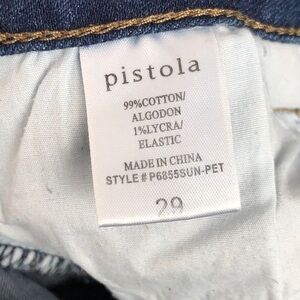 pistola
99%COTTON/
ALGODON
1%LYCRA/
ELASTIC
MADE IN CHINA
STYLE # P6855SUN-PET
29